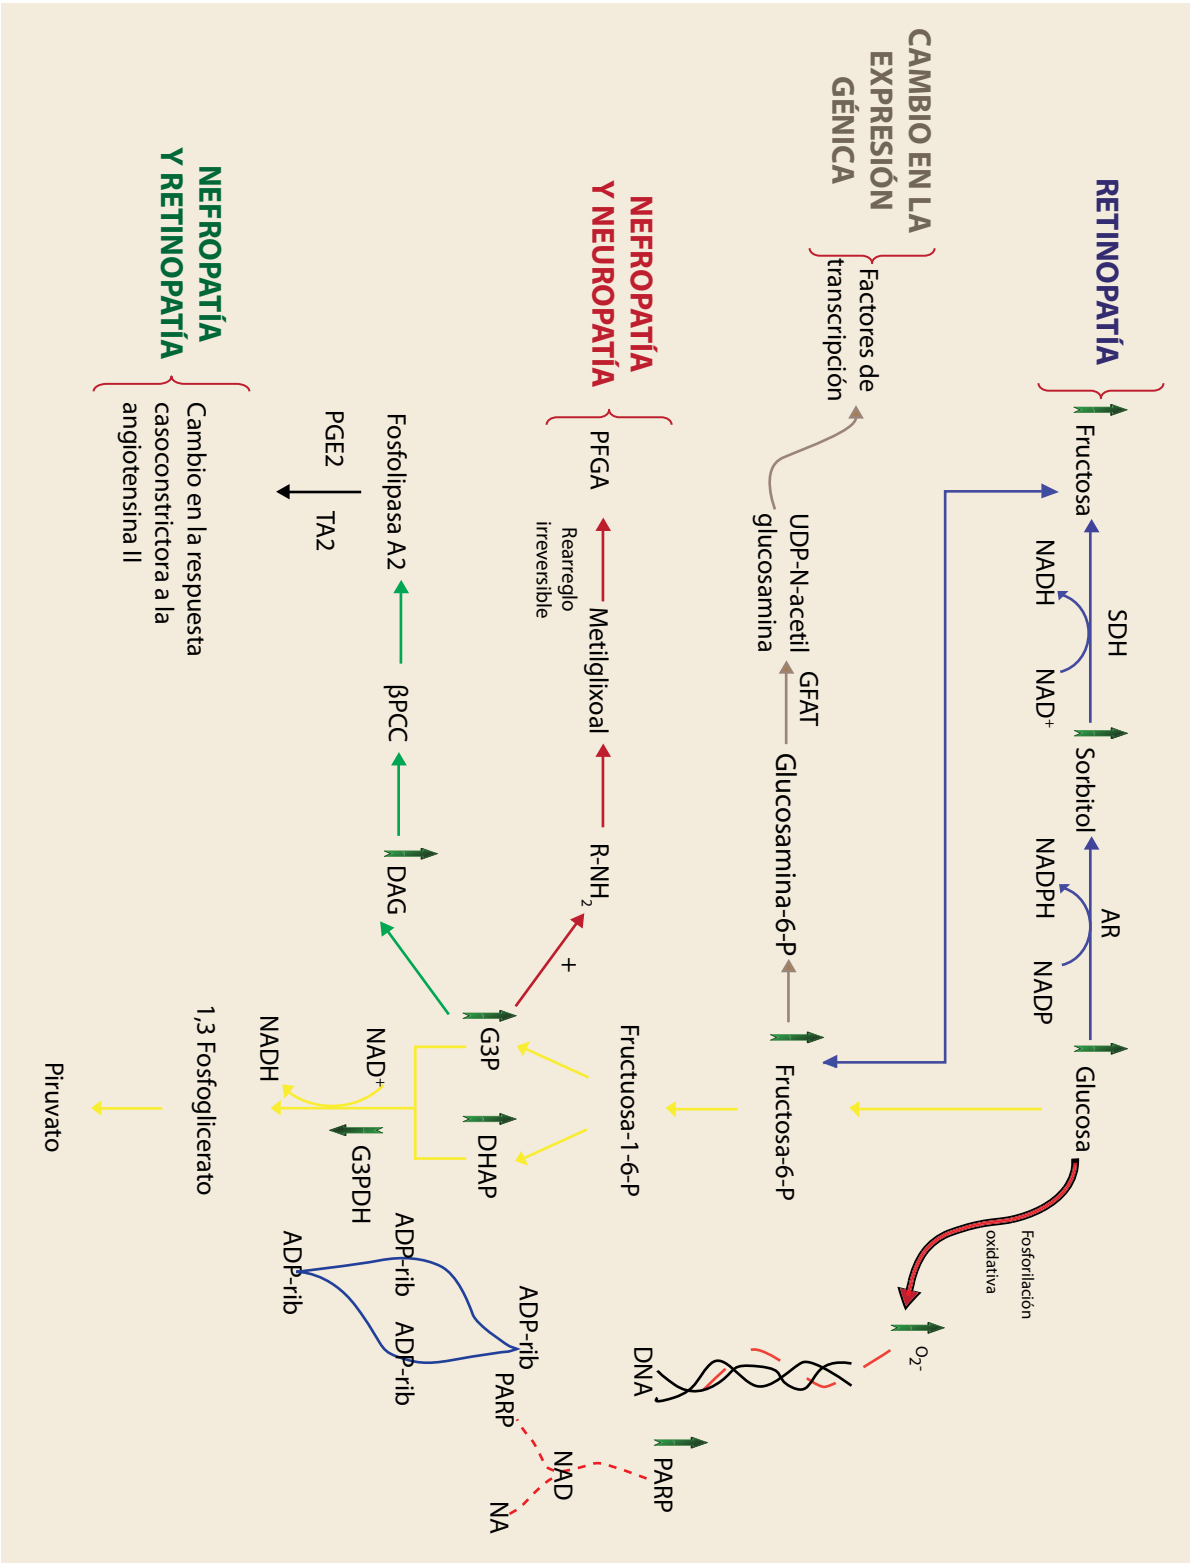 RETINOPATÍA
Fructosa
SDH
NADH
NAD+
Sorbitol
AR
NADPH
NADP
Glucosa
Fosforilación
oxidativa
O2-
CAMBIO EN LA
EXPRESIÓN
GÉNICA
Factores de
transcripción
UDP-N-acetil
glucosamina
GFAT
Glucosamina-6-P
Fructosa-6-P
DNA
PARP
NEFROPATÍA
Y NEUROPATÍA
PFGA
Rearreglo
irreversible
Metilglixoal
R-NH2
+
Fructuosa-1-6-P
NAD
NA
PARP
ADP-rib
ADP-rib
ADP-rib
ADP-rib
G3P
DHAP
NEFROPATÍA
Y RETINOPATÍA
Fosfolipasa A2
βPCC
DAG
PGE2
TA2
Cambio en la respuesta
casoconstrictora a la
angiotensina II
NAD+
NADH
G3PDH
1,3 Fosfoglicerato
Piruvato